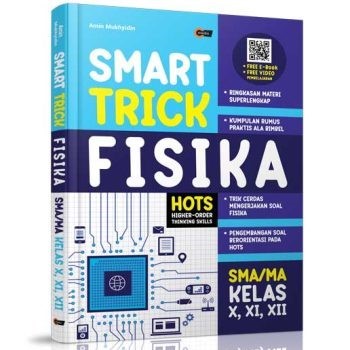 Amin Mukhyidin
SMART
TRICK
FISIKA
HOTS
HIGHER-ORDER
THINKING SKILLS
• FREE E-Book
• FREE VIDEO
PEMBELAJARAN
• RINGKASAN MATERI
SUPERLENGKAP
• KUMPULAN RUMUS
PRAKTIS ALA BIMBEL
• TRIK CERDAS
MENGERJAKAN SOAL
FISIKA
• PENGEMBANGAN SOAL
BERORIENTASI PADA
HOTS
SMA/MA
KELAS
X, XI, XII
SMART TRICK
FISIKA
SMA/MA KELAS X, XI, XII